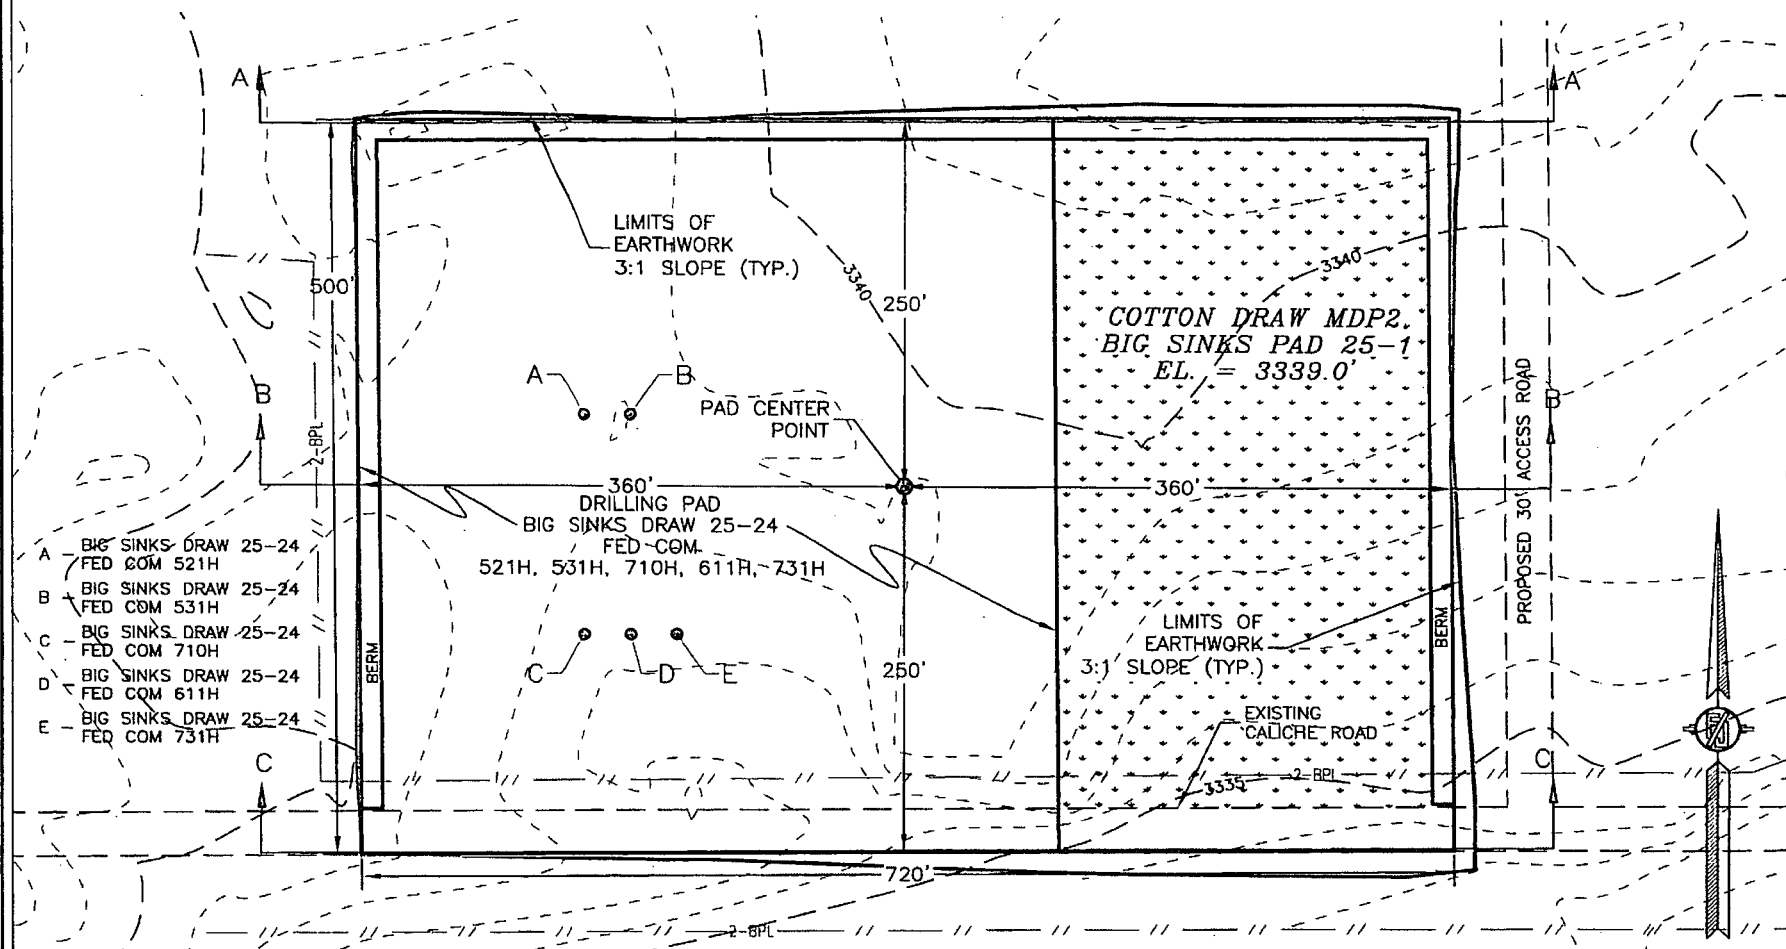 A
A
LIMITS OF
EARTHWORK
3:1 SLOPE (TYP.)
500'
3340
250'
3340
COTTON DRAW MDP2,
BIG SINKS PAD 25-1
EL. = 3339.0'
A
B
B
B
PAD CENTER
POINT
2-BPL
PROPOSED 30' ACCESS ROAD
360'
360'
DRILLING PAD
BIG SINKS DRAW 25-24
FED COM
521H, 531H, 710H, 611H, 731H
A - BIG SINKS DRAW 25-24
FED COM 521H
B - BIG SINKS DRAW 25-24
FED COM 531H
C - BIG SINKS DRAW 25-24
FED COM 710H
D - BIG SINKS DRAW 25-24
FED COM 611H
E - BIG SINKS DRAW 25-24
FED COM 731H
BERM
C
D
E
250'
LIMITS OF
EARTHWORK
3:1 SLOPE (TYP.)
BERM
EXISTING
CALICHE ROAD
C
C
2-BPL
3335
720'
2-BPL